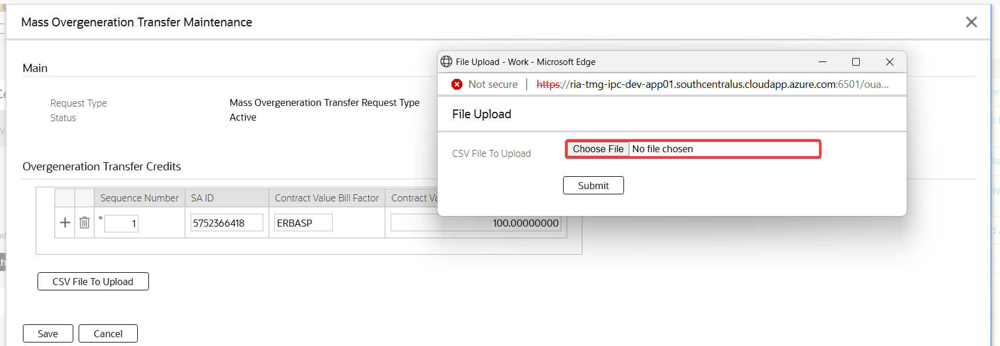 Mass Overgeneration Transfer Maintenance
Main
Request Type Mass Overgeneration Transfer Request Type
Status Active
Overgeneration Transfer Credits
Sequence Number SA ID Contract Value Bill Factor Contract Va
* 1 5752366418 ERBASP 100.00000000
CSV File To Upload
Save Cancel
File Upload - Work - Microsoft Edge
Not secure https://ria-tmg-ipc-dev-app01.southcentralus.cloudapp.azure.com:6501/oua...
File Upload
CSV File To Upload Choose File No file chosen
Submit